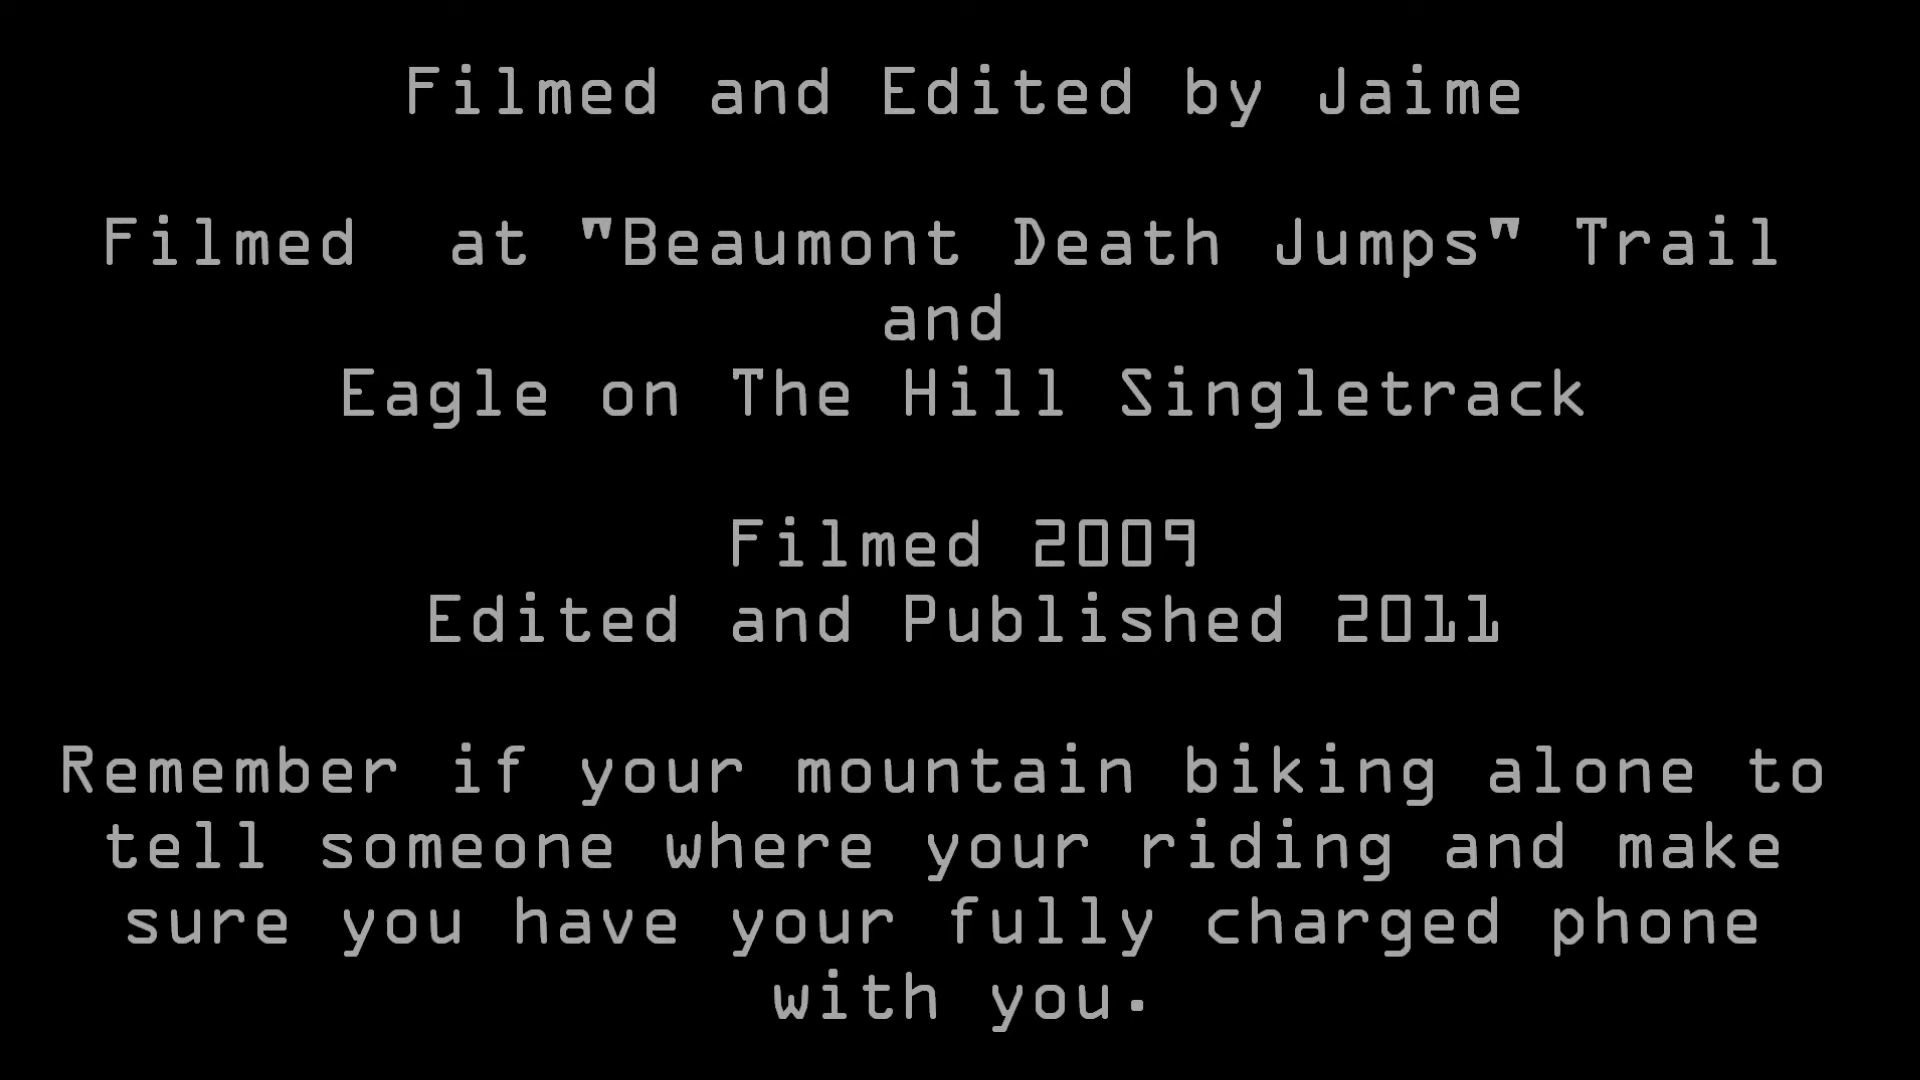 Filmed and Edited by Jaime
Filmed  at "Beaumont Death Jumps" Trail
and
Eagle on The Hill Singletrack
Filmed 2009
Edited and Published 2011
Remember if your mountain biking alone to
tell someone where your riding and make
sure you have your fully charged phone
with you.